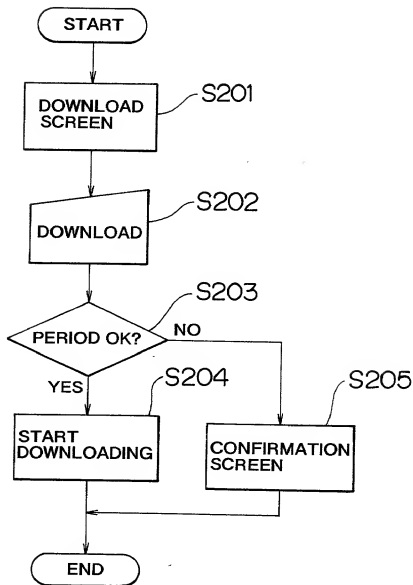 START
DOWNLOAD
SCREEN
S201
DOWNLOAD
S202
PERIOD OK?
S203
NO
YES
START
DOWNLOADING
S204
CONFIRMATION
SCREEN
S205
END